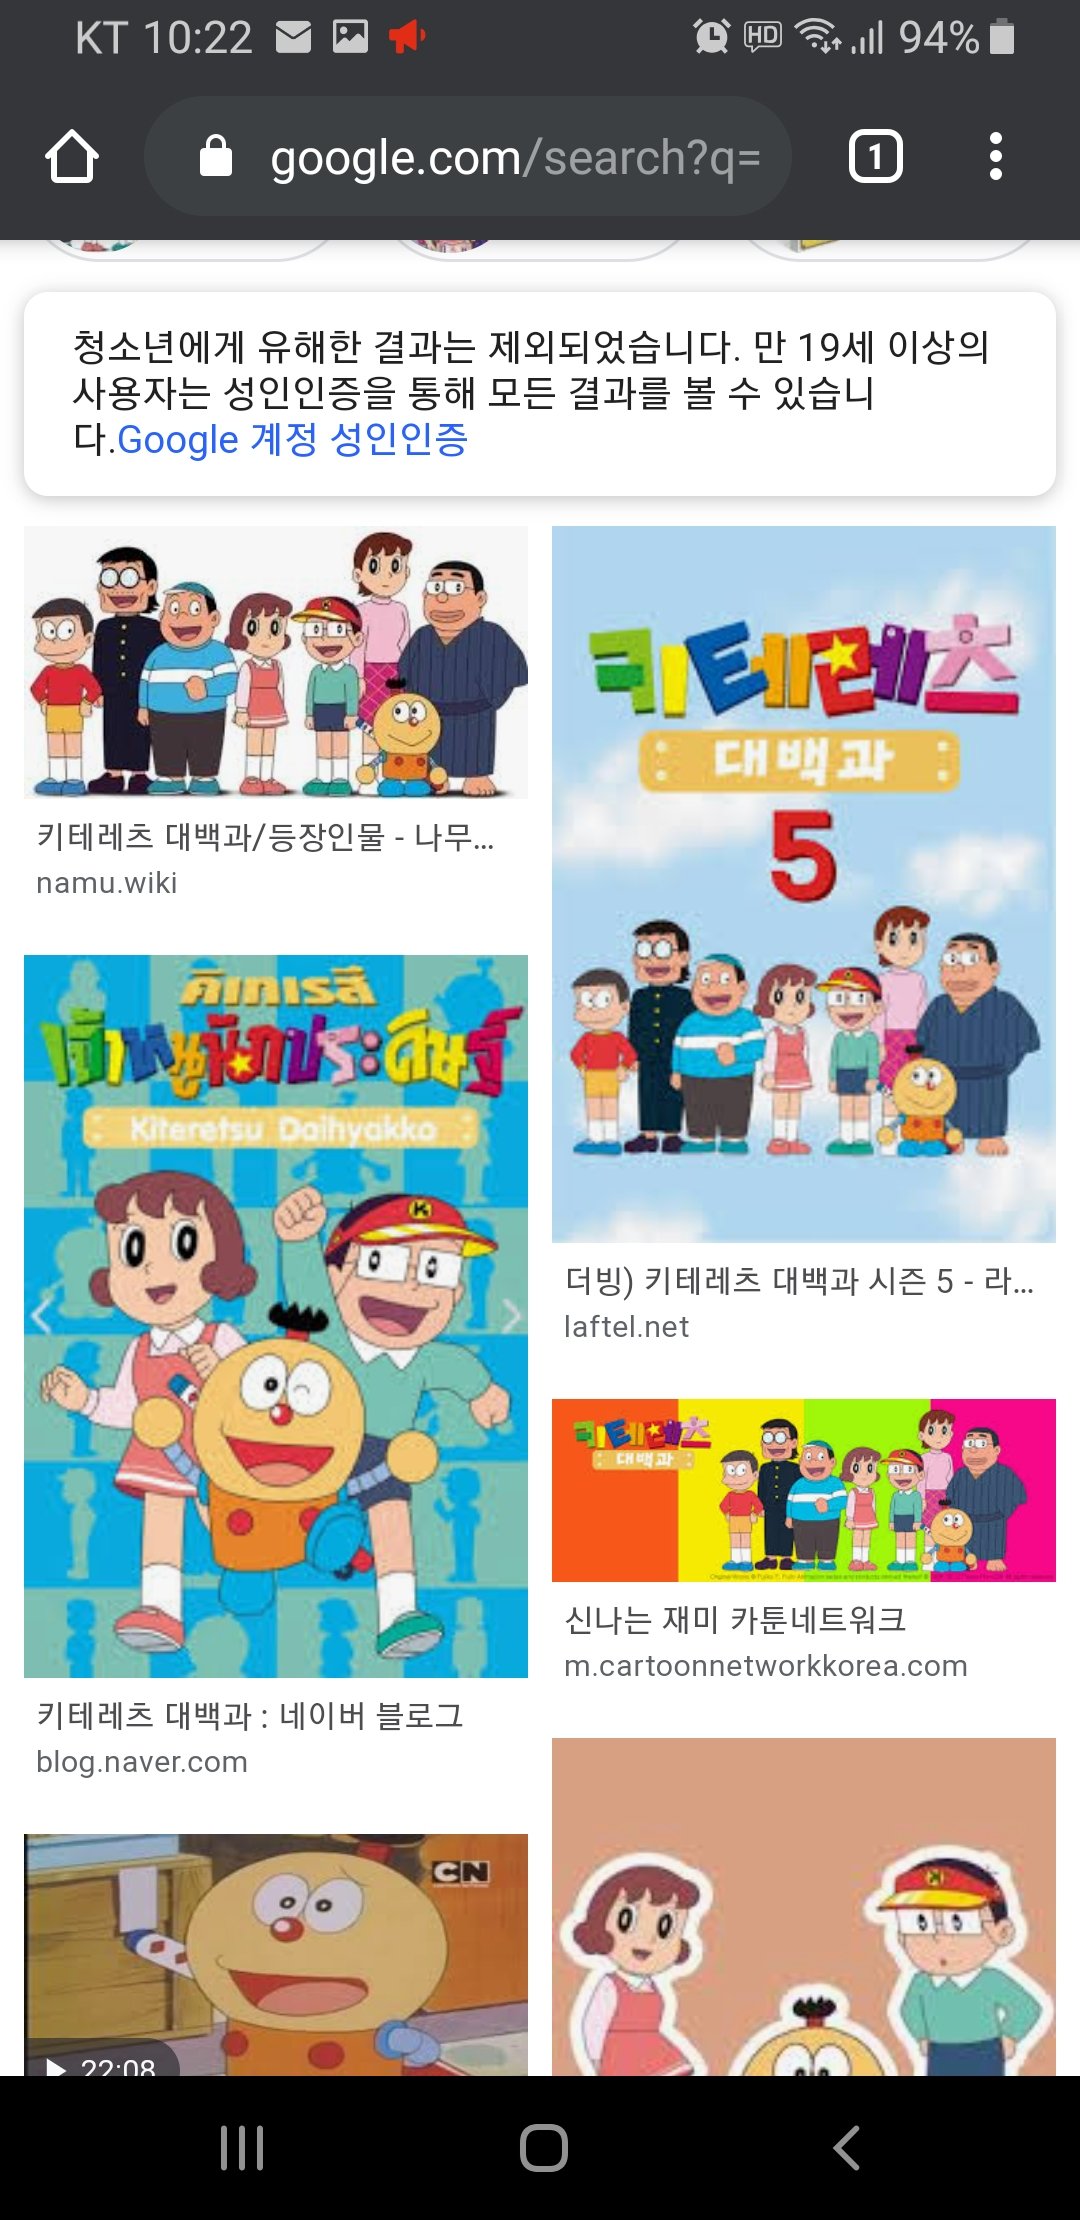 KT 10:22 HD 94%
google.com/search?q=
1
청소년에게 유해한 결과는 제외되었습니다. 만 19세 이상의
사용자는 성인인증을 통해 모든 결과를 볼 수 있습니
다.Google 계정 성인인증
키테레츠 대백과/등장인물 - 나무...
namu.wiki
키테레츠
대백과
5
더빙) 키테레츠 대백과 시즌 5 - 라...
laftel.net
คิเทเรสึ
เจ้าหนูนักประดิษฐ์
Kiteretsu Daihyakka
K
키테레츠 대백과 : 네이버 블로그
blog.naver.com
키테레츠
대백과
신나는 재미 카툰네트워크
m.cartoonnetworkkorea.com
CN
22:08